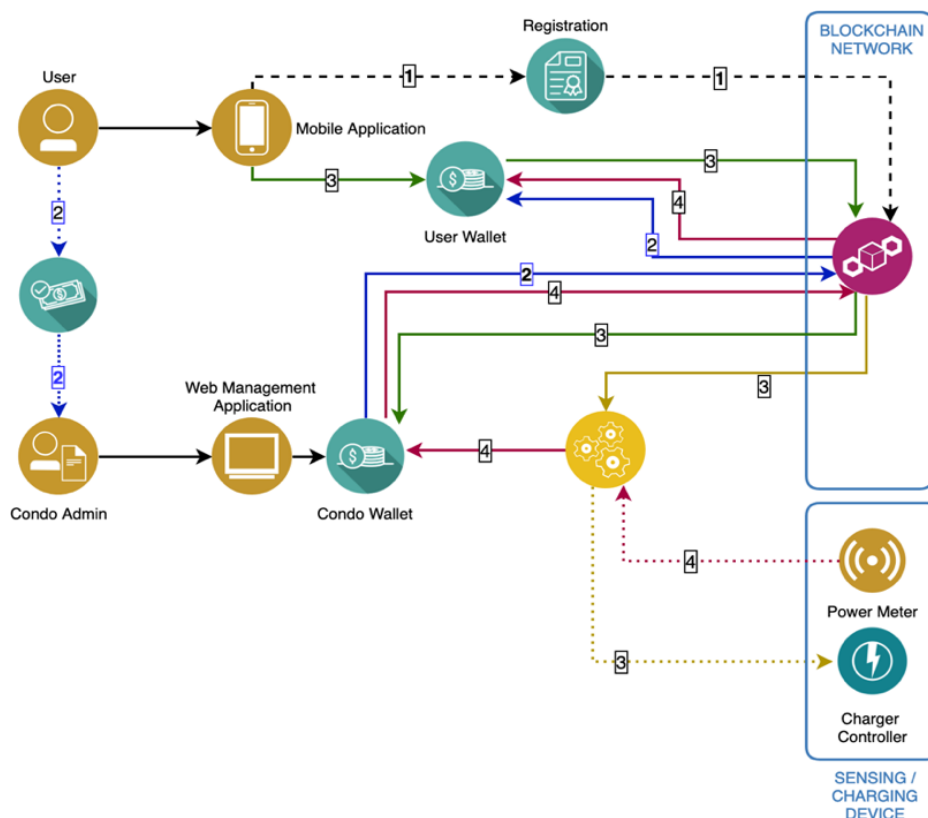 Registration
BLOCKCHAIN
NETWORK
User
1
1
Mobile Application
3
3
4
2
User Wallet
2
2
4
3
2
Web Management
Application
3
4
Condo Admin
Condo Wallet
4
Power Meter
3
Charger
Controller
SENSING /
CHARGING
DEVICE